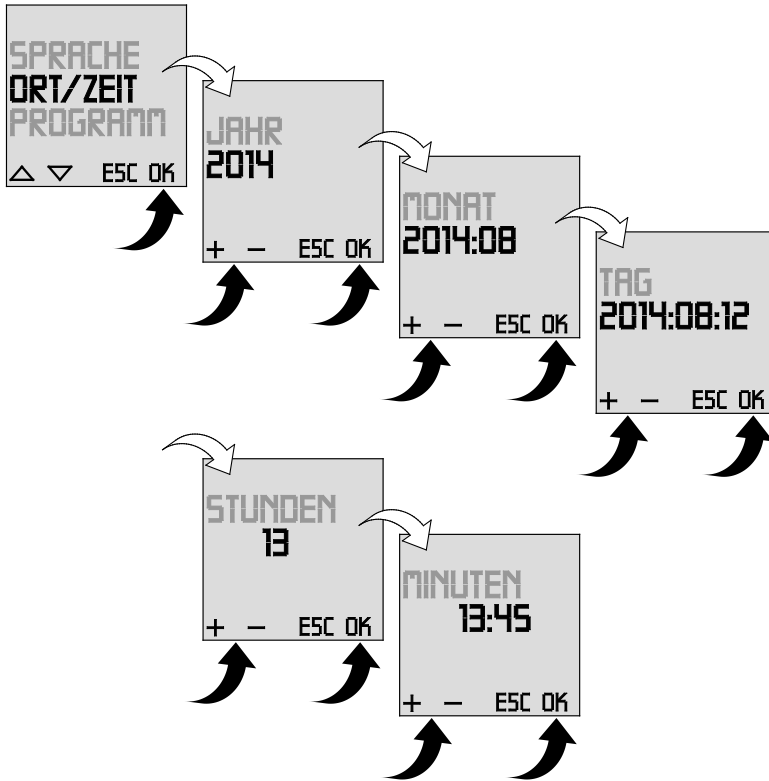 SPRACHE
ORT/ZEIT
PROGRAMM
△ ▽ ESC OK
JAHR
2014
+ − ESC OK
MONAT
2014:08
+ − ESC OK
TAG
2014:08:12
+ − ESC OK
STUNDEN
13
+ − ESC OK
MINUTEN
13:45
+ − ESC OK